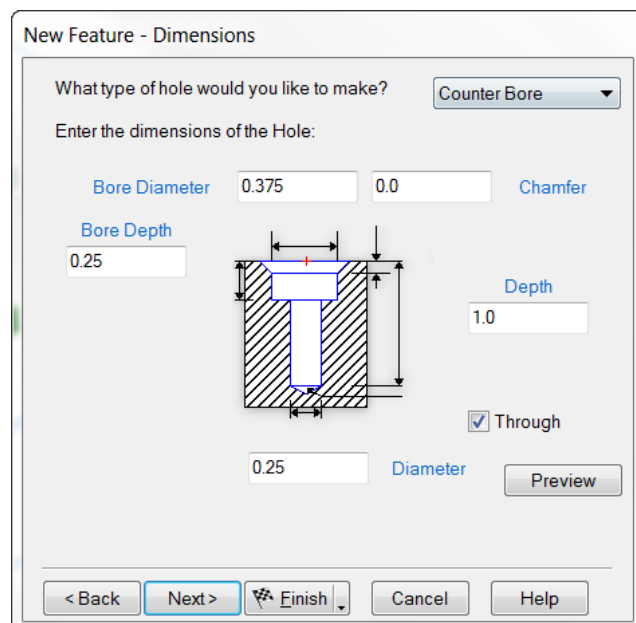 New Feature - Dimensions
What type of hole would you like to make? Counter Bore
Enter the dimensions of the Hole:
Bore Diameter 0.375 0.0 Chamfer
Bore Depth
0.25
Depth
1.0
Through
0.25 Diameter
Preview
< Back Next > Finish Cancel Help